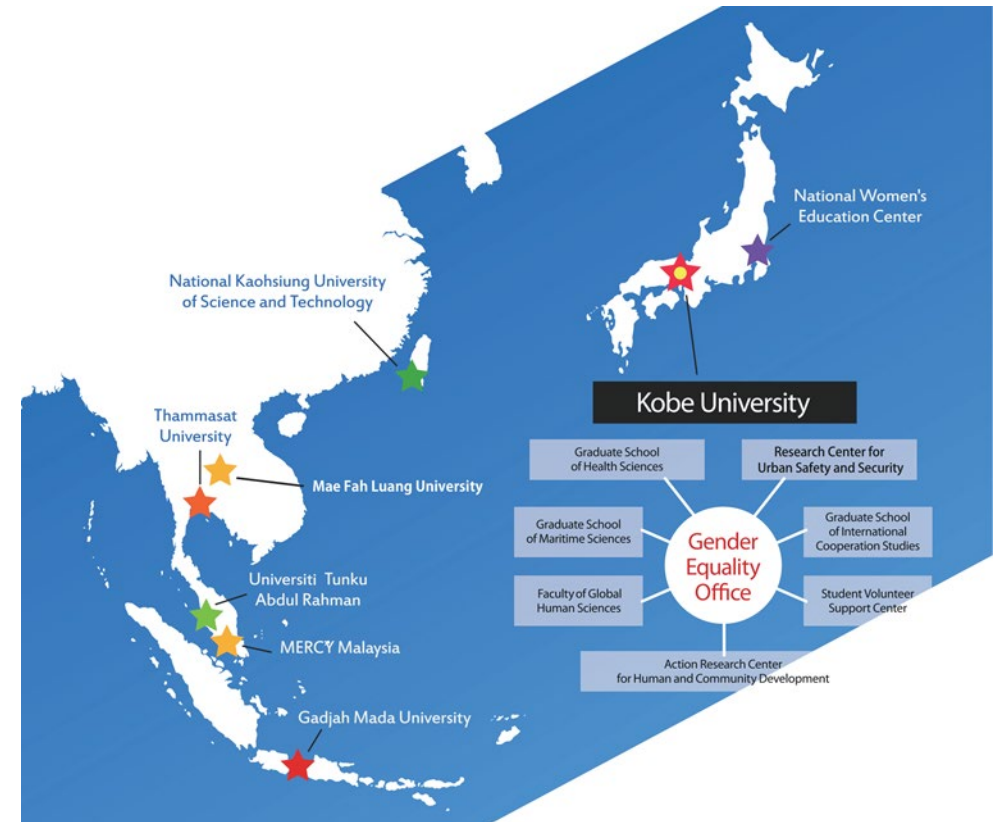 National Women's
Education Center
National Kaohsiung University
of Science and Technology
Kobe University
Thammasat
University
Mae Fah Luang University
Graduate School
of Health Sciences
Research Center for
Urban Safety and Security
Graduate School
of Maritime Sciences
Gender
Equality
Office
Graduate School
of International
Cooperation Studies
Faculty of Global
Human Sciences
Student Volunteer
Support Center
Action Research Center
for Human and Community Development
Universiti Tunku
Abdul Rahman
MERCY Malaysia
Gadjah Mada University